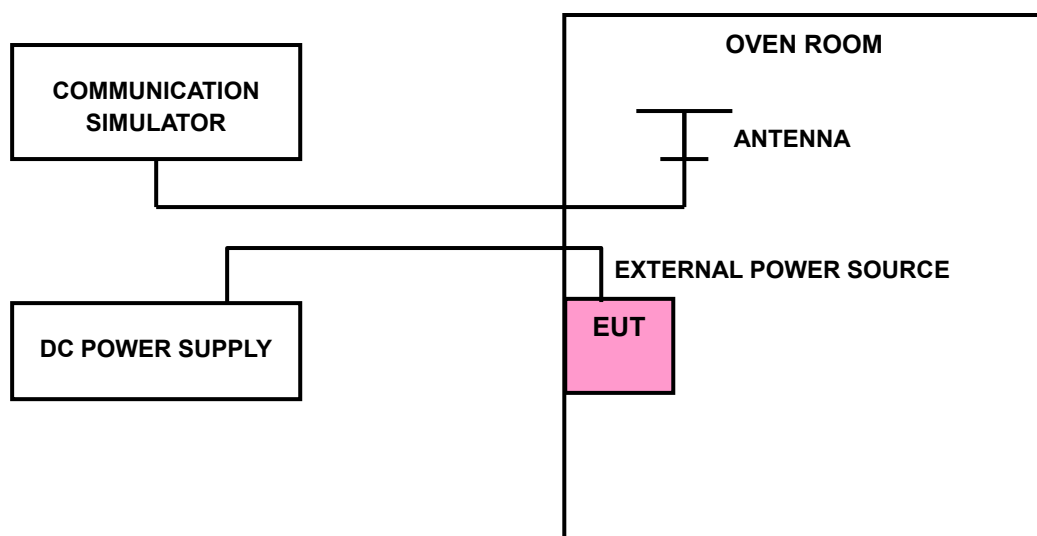 OVEN ROOM
COMMUNICATION
SIMULATOR
ANTENNA
EXTERNAL POWER SOURCE
EUT
DC POWER SUPPLY